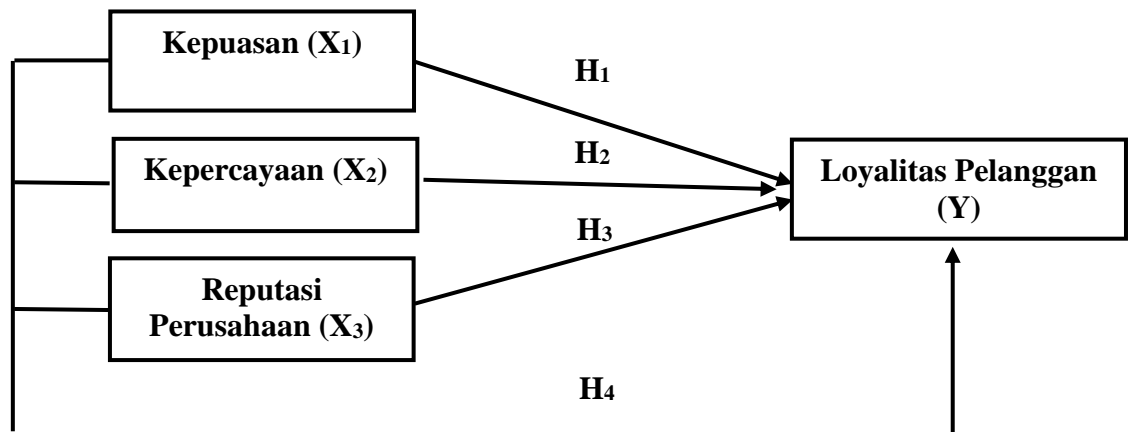 Kepuasan (X1)
H1
Kepercayaan (X2)
H2
Loyalitas Pelanggan
(Y)
H3
Reputasi
Perusahaan (X3)
H4